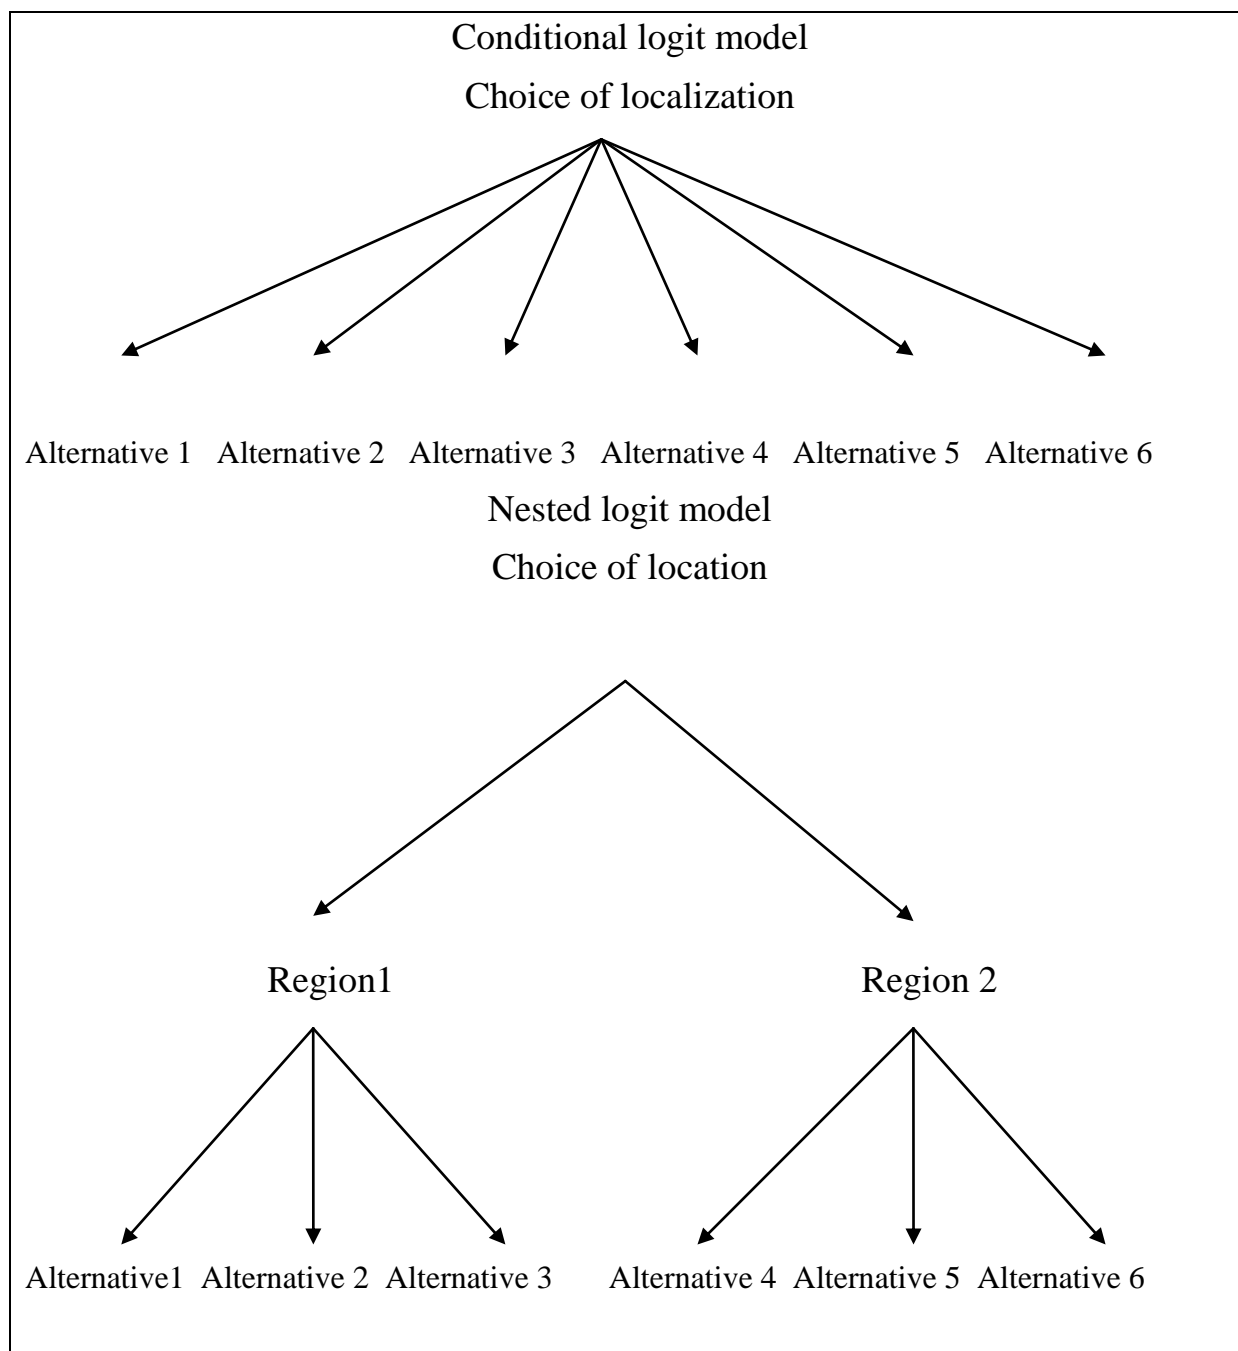 Conditional logit model
Choice of localization
Alternative 1 Alternative 2 Alternative 3 Alternative 4 Alternative 5 Alternative 6
Nested logit model
Choice of location
Region1 Region 2
Alternative1 Alternative 2 Alternative 3 Alternative 4 Alternative 5 Alternative 6